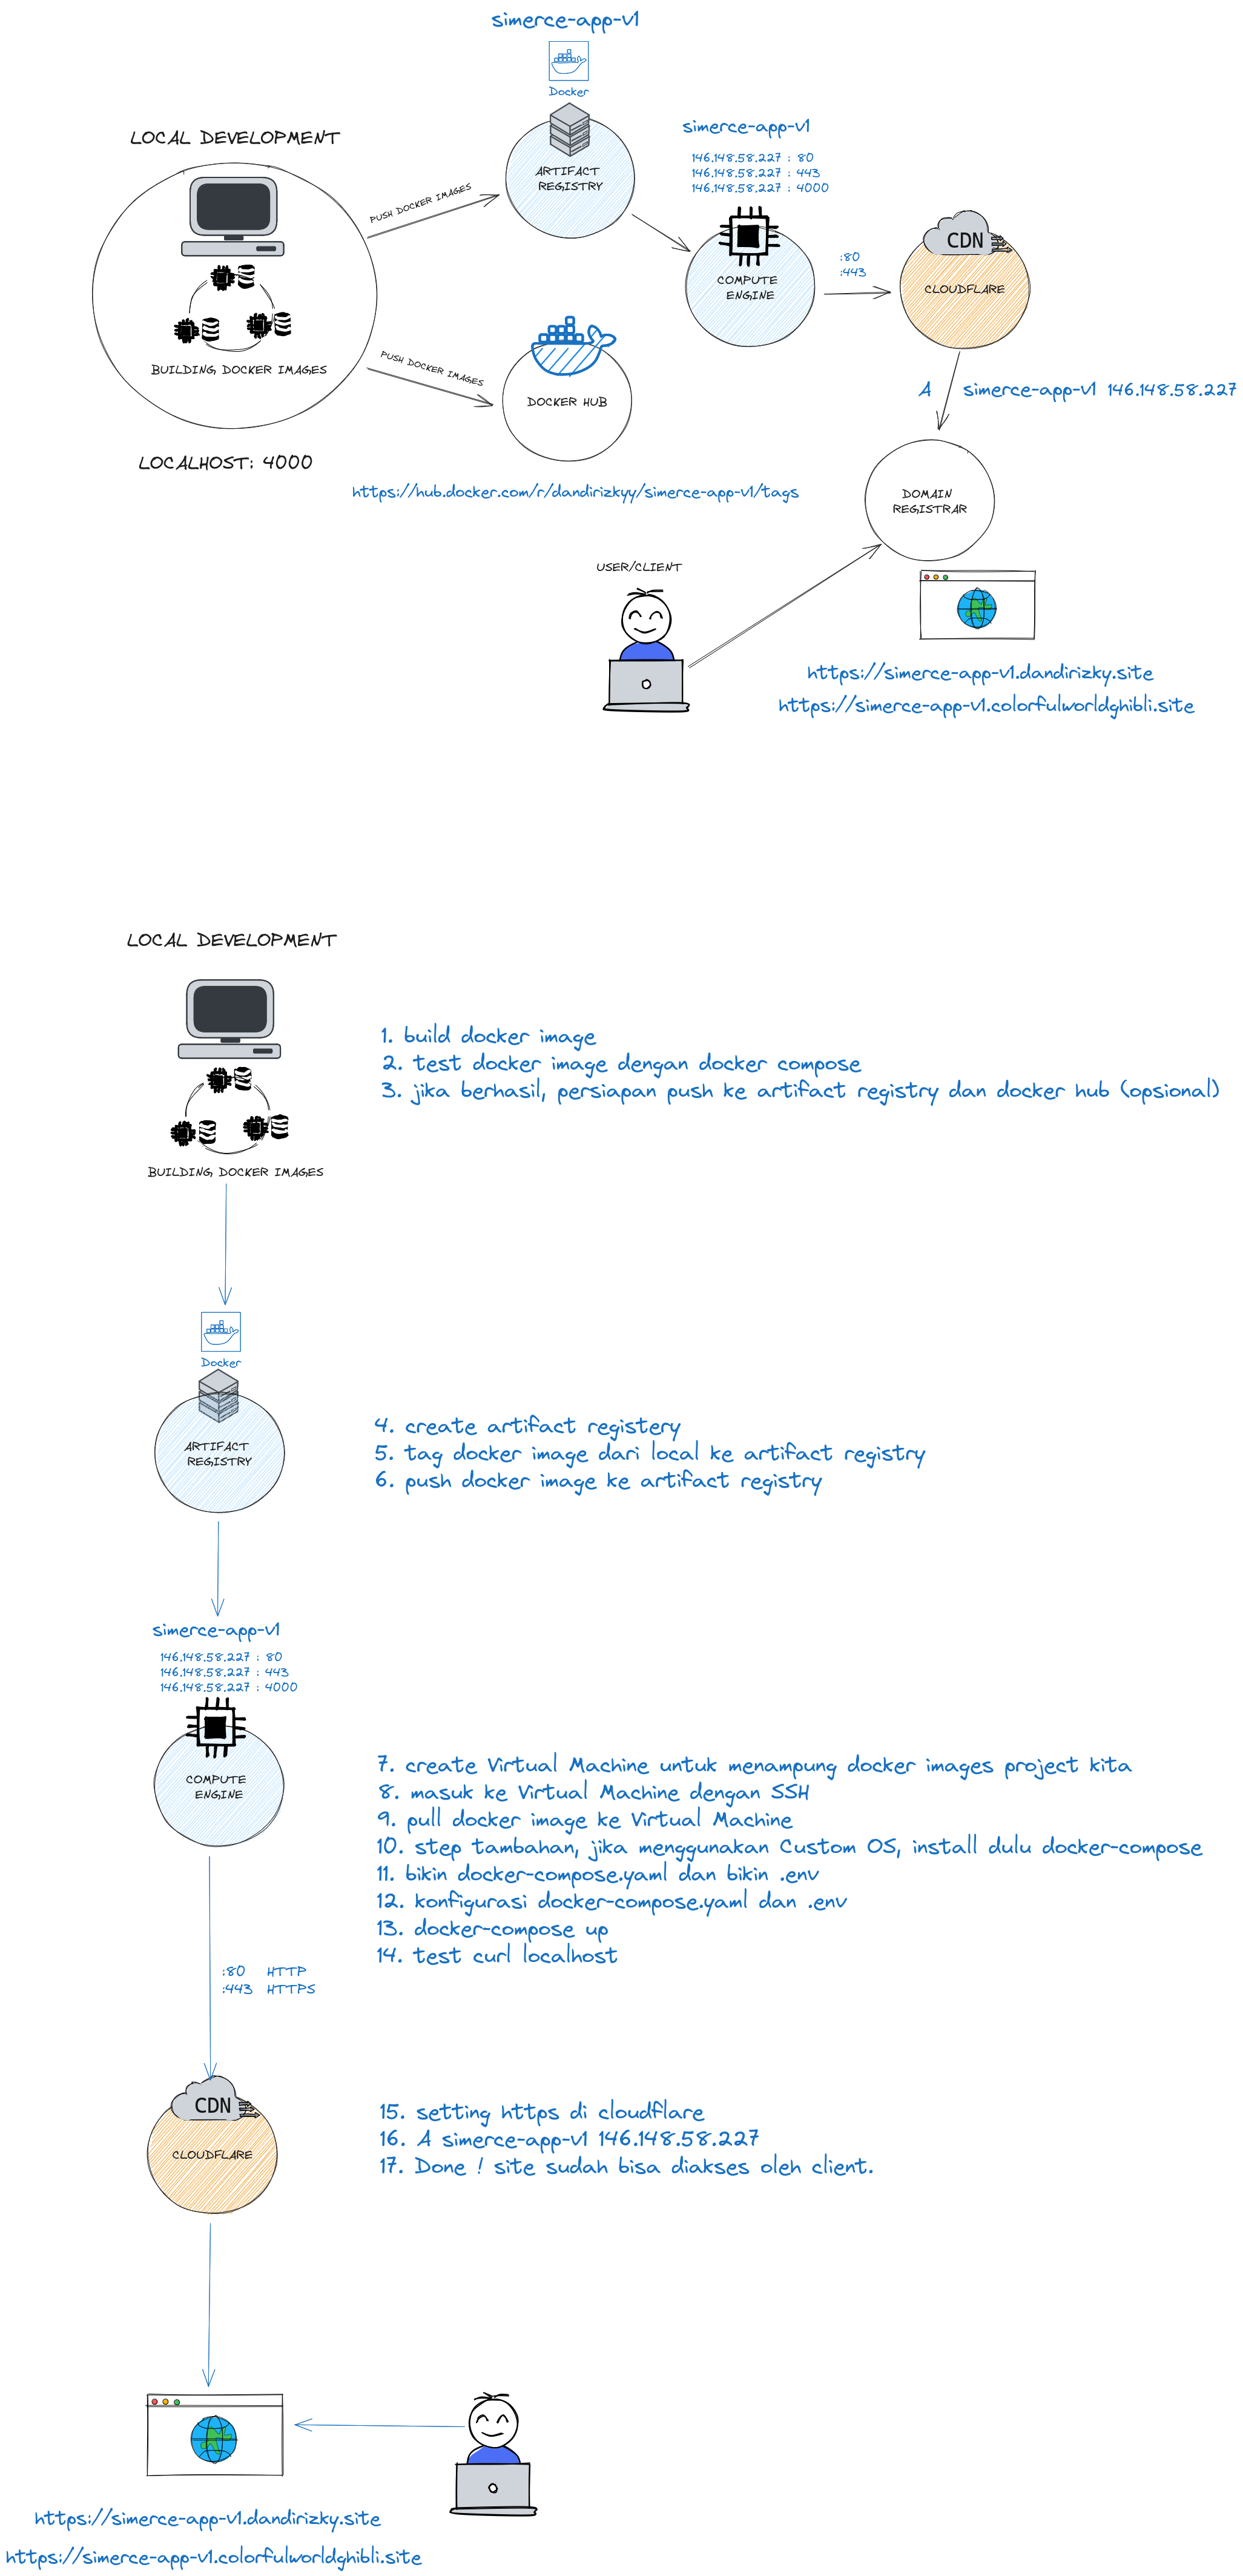 simerce-app-v1
Docker
LOCAL DEVELOPMENT
simerce-app-v1
146.148.58.227 : 80
146.148.58.227 : 443
146.148.58.227 : 4000
ARTIFACT
REGISTRY
PUSH DOCKER IMAGES
CDN
:80
:443
COMPUTE
ENGINE
CLOUDFLARE
BUILDING DOCKER IMAGES
PUSH DOCKER IMAGES
DOCKER HUB
A simerce-app-v1 146.148.58.227
LOCALHOST: 4000
https://hub.docker.com/r/dandirizkyy/simerce-app-v1/tags
DOMAIN
REGISTRAR
USER/CLIENT
https://simerce-app-v1.dandirizky.site
https://simerce-app-v1.colorfulworldghibli.site
LOCAL DEVELOPMENT
1. build docker image
2. test docker image dengan docker compose
3. jika berhasil, persiapan push ke artifact registry dan docker hub (opsional)
BUILDING DOCKER IMAGES
Docker
ARTIFACT
REGISTRY
4. create artifact registery
5. tag docker image dari local ke artifact registry
6. push docker image ke artifact registry
simerce-app-v1
146.148.58.227 : 80
146.148.58.227 : 443
146.148.58.227 : 4000
COMPUTE
ENGINE
7. create Virtual Machine untuk menampung docker images project kita
8. masuk ke Virtual Machine dengan SSH
9. pull docker image ke Virtual Machine
10. step tambahan, jika menggunakan Custom OS, install dulu docker-compose
11. bikin docker-compose.yaml dan bikin .env
12. konfigurasi docker-compose.yaml dan .env
13. docker-compose up
14. test curl localhost
:80 HTTP
:443 HTTPS
CDN
CLOUDFLARE
15. setting https di cloudflare
16. A simerce-app-v1 146.148.58.227
17. Done ! site sudah bisa diakses oleh client.
https://simerce-app-v1.dandirizky.site
https://simerce-app-v1.colorfulworldghibli.site